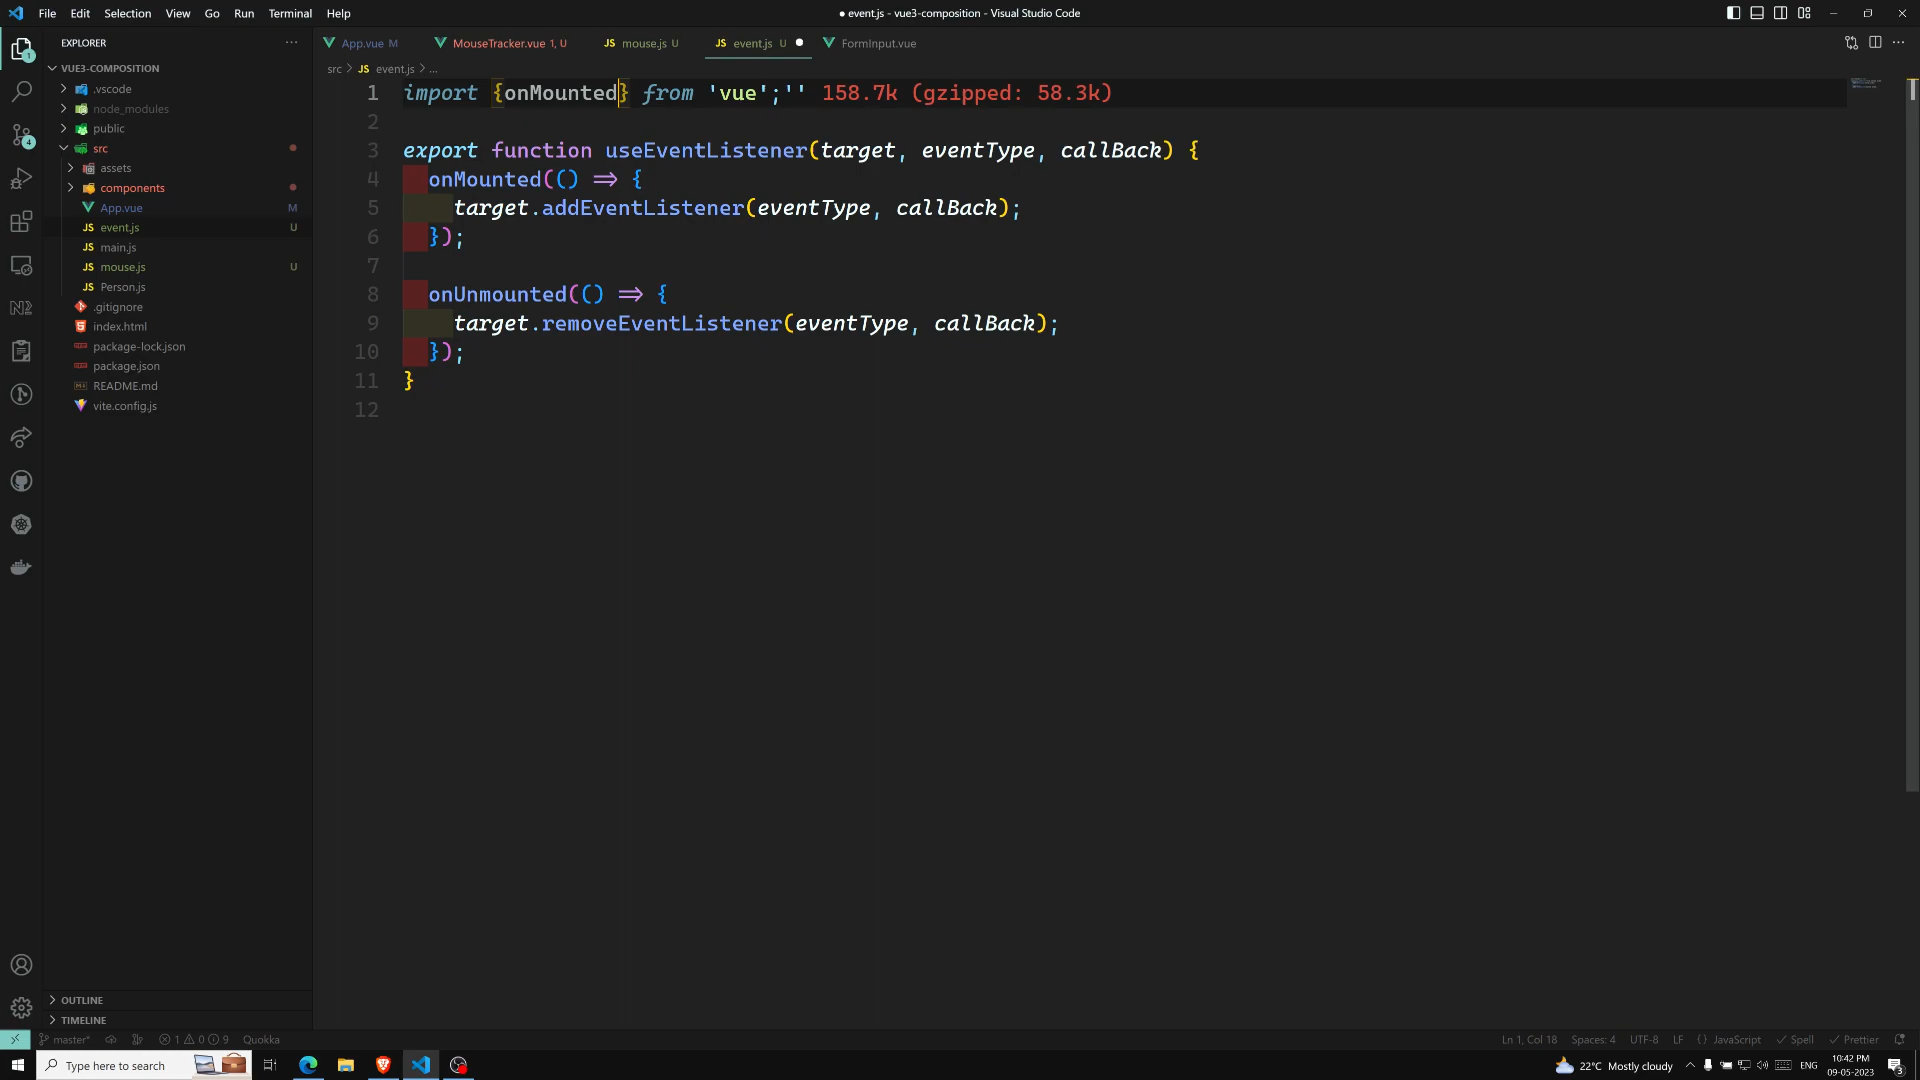 File Edit Selection View Go Run Terminal Help
● event.js - vue3-composition - Visual Studio Code
EXPLORER
VUE3-COMPOSITION
.vscode
node_modules
public
src
assets
components
App.vue M
event.js U
main.js
mouse.js U
Person.js
.gitignore
index.html
package-lock.json
package.json
README.md
vite.config.js
OUTLINE
TIMELINE
App.vue M
MouseTracker.vue 1, U
JS mouse.js U
JS event.js U
FormInput.vue
src > JS event.js > ...
1 import {onMounted} from 'vue';'' 158.7k (gzipped: 58.3k)
2
3 export function useEventListener(target, eventType, callBack) {
4 onMounted(() => {
5 target.addEventListener(eventType, callBack);
6 });
7
8 onUnmounted(() => {
9 target.removeEventListener(eventType, callBack);
10 });
11 }
12
master* 1 0 9 Quokka
Ln 1, Col 18 Spaces: 4 UTF-8 LF {} JavaScript Spell Prettier
Type here to search
22°C Mostly cloudy
ENG
10:42 PM
09-05-2023
3